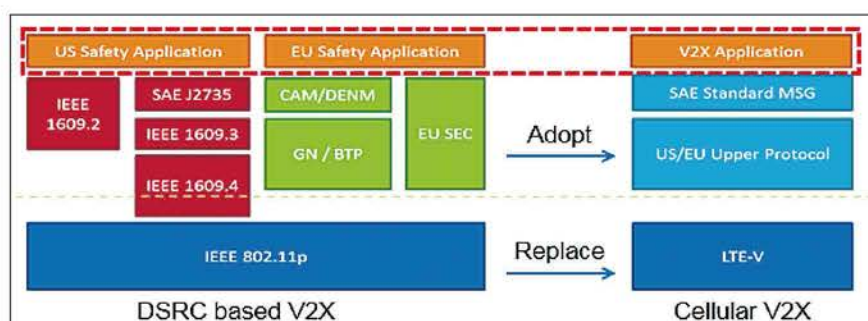 US Safety Application
EU Safety Application
V2X Application
IEEE
1609.2
SAE J2735
CAM/DENM
EU SEC
SAE Standard MSG
IEEE 1609.3
GN / BTP
Adopt
US/EU Upper Protocol
IEEE 1609.4
IEEE 802.11p
Replace
LTE-V
DSRC based V2X
Cellular V2X